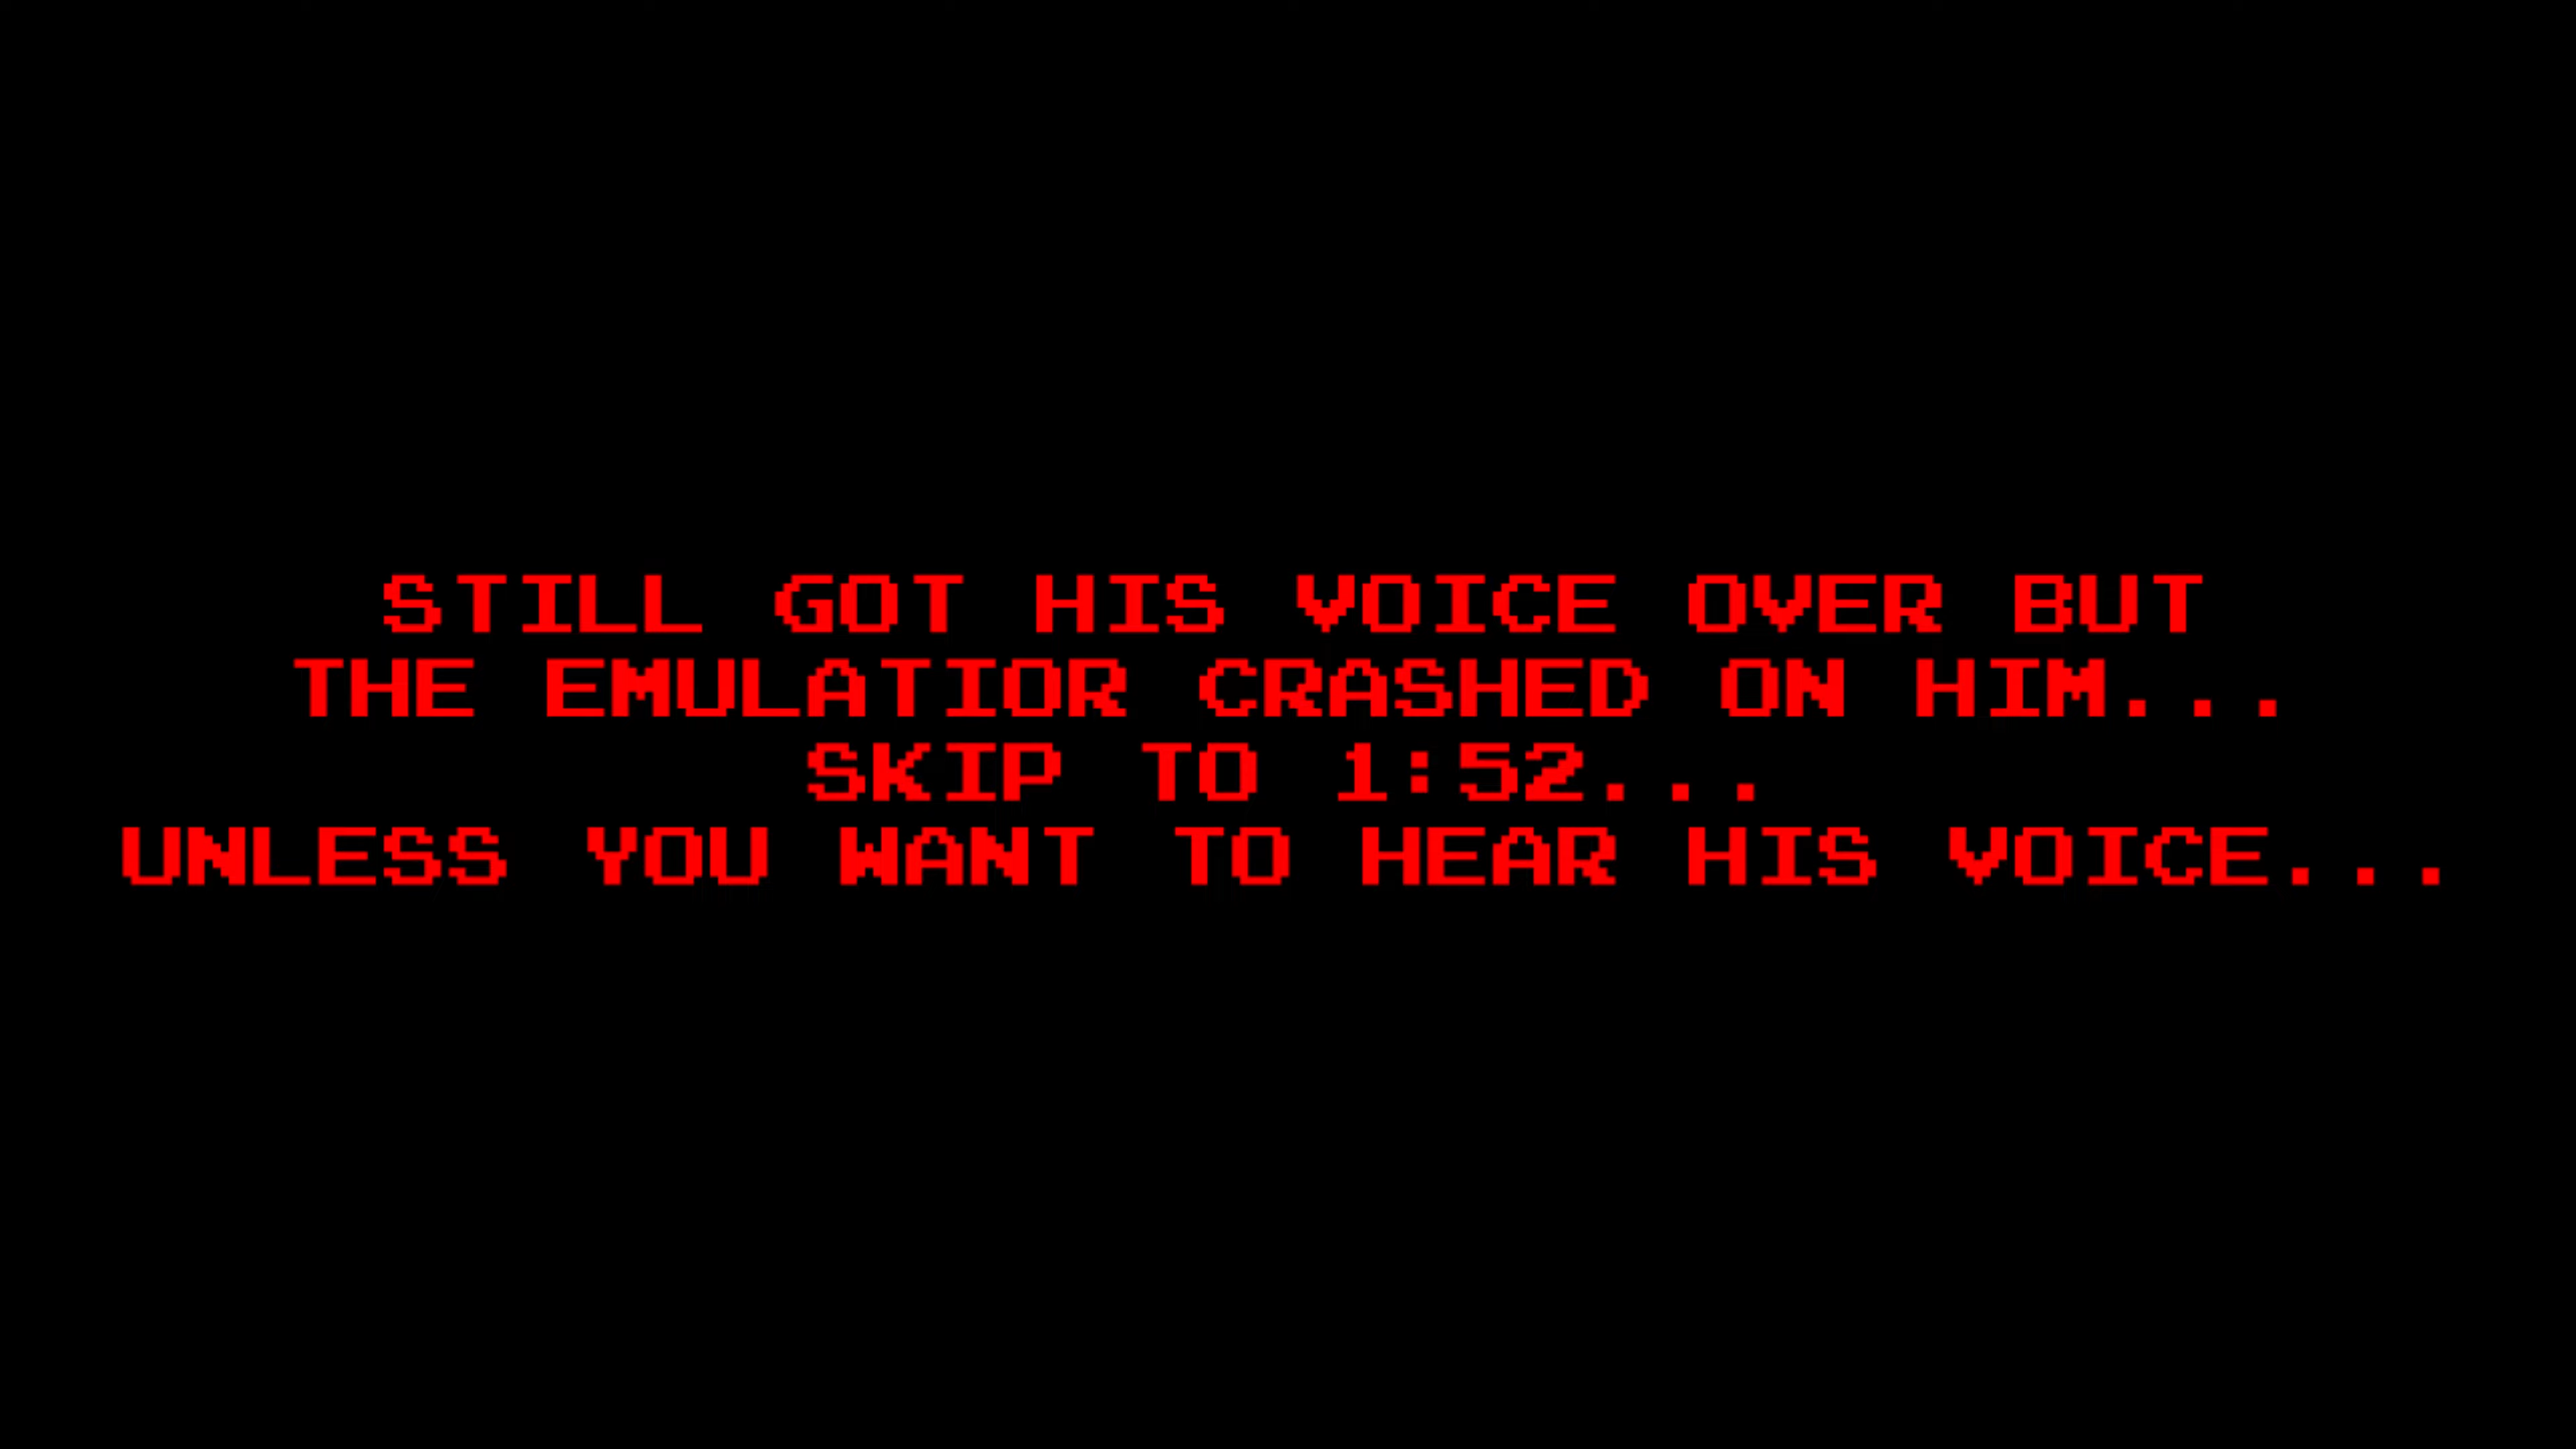 STILL GOT HIS VOICE OVER BUT
THE EMULATIOR CRASHED ON HIM...
SKIP TO 1:52...
UNLESS YOU WANT TO HEAR HIS VOICE...